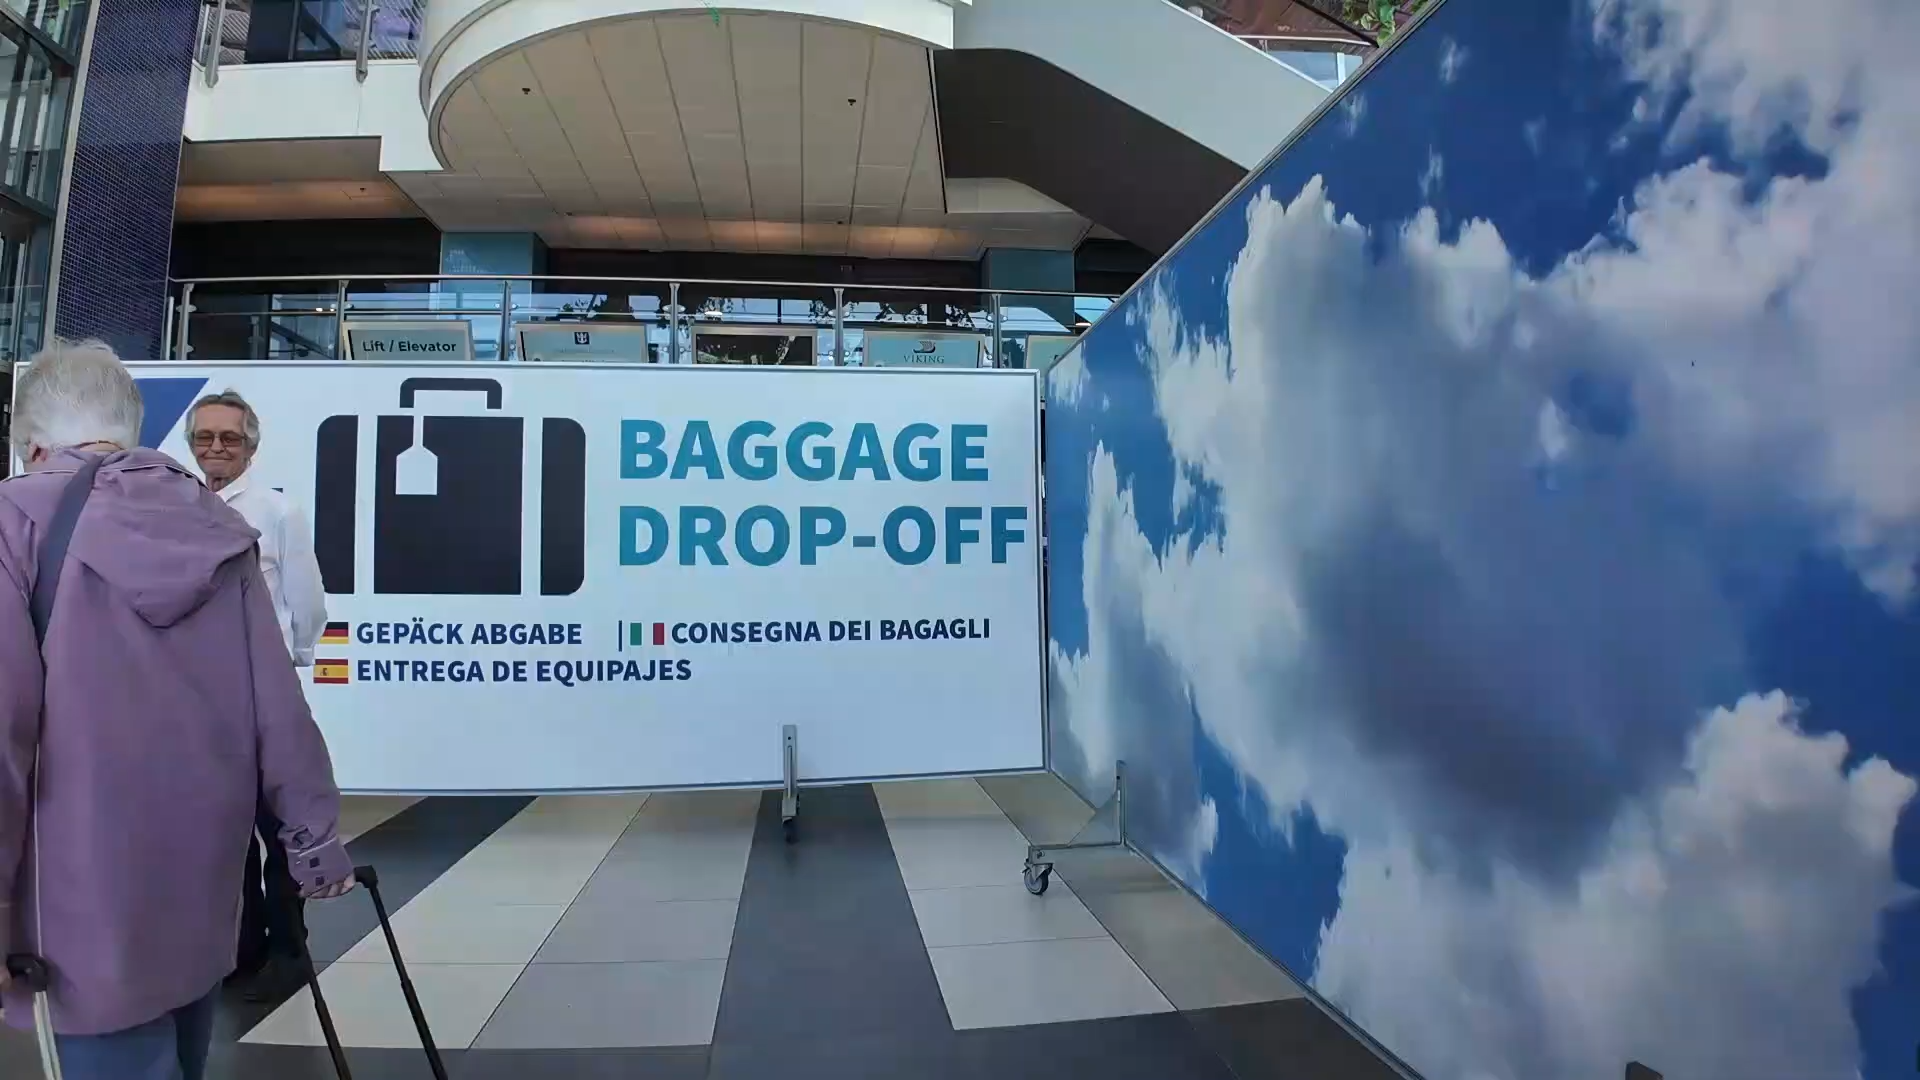 Lift / Elevator
VIKING
BAGGAGE
DROP-OFF
GEPÄCK ABGABE | CONSEGNA DEI BAGAGLI
ENTREGA DE EQUIPAJES